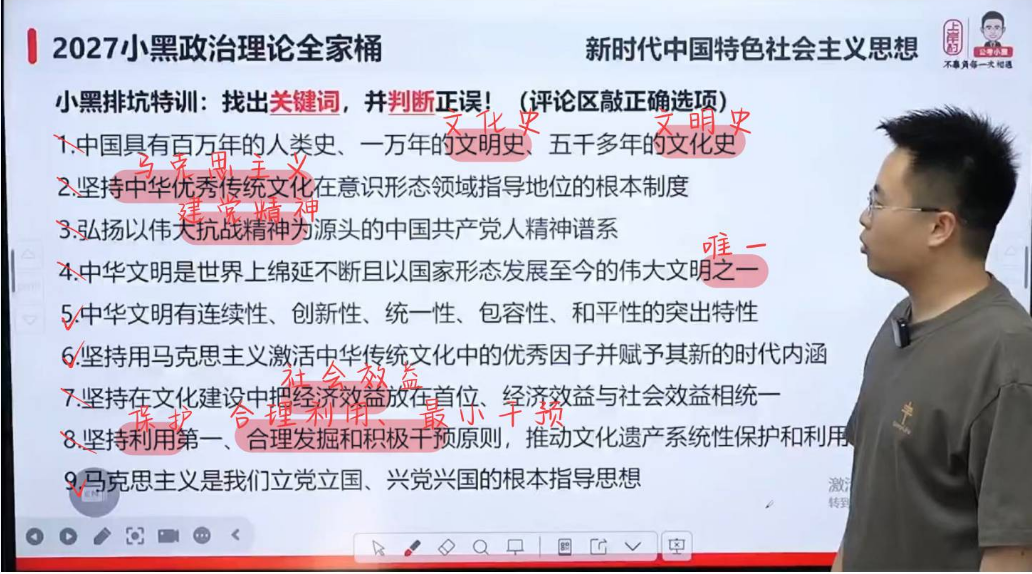 2027小黑政治理论全家桶
新时代中国特色社会主义思想
上岸村
公考小黑
不辜负每一次相遇
小黑排坑特训：找出关键词，并判断正误！（评论区敲正确选项）
文化史 文明史
1.中国具有百万年的人类史、一万年的文明史、五千多年的文化史
马克思主义
2.坚持中华优秀传统文化在意识形态领域指导地位的根本制度
建党精神
3.弘扬以伟大抗战精神为源头的中国共产党人精神谱系
唯一
4.中华文明是世界上绵延不断且以国家形态发展至今的伟大文明之一
5.中华文明有连续性、创新性、统一性、包容性、和平性的突出特性
6.坚持用马克思主义激活中华传统文化中的优秀因子并赋予其新的时代内涵
社会效益
7.坚持在文化建设中把经济效益放在首位、经济效益与社会效益相统一
保护 合理利用、最小干预
8.坚持利用第一、合理发掘和积极干预原则，推动文化遗产系统性保护和利用
9.马克思主义是我们立党立国、兴党兴国的根本指导思想
激活
转到